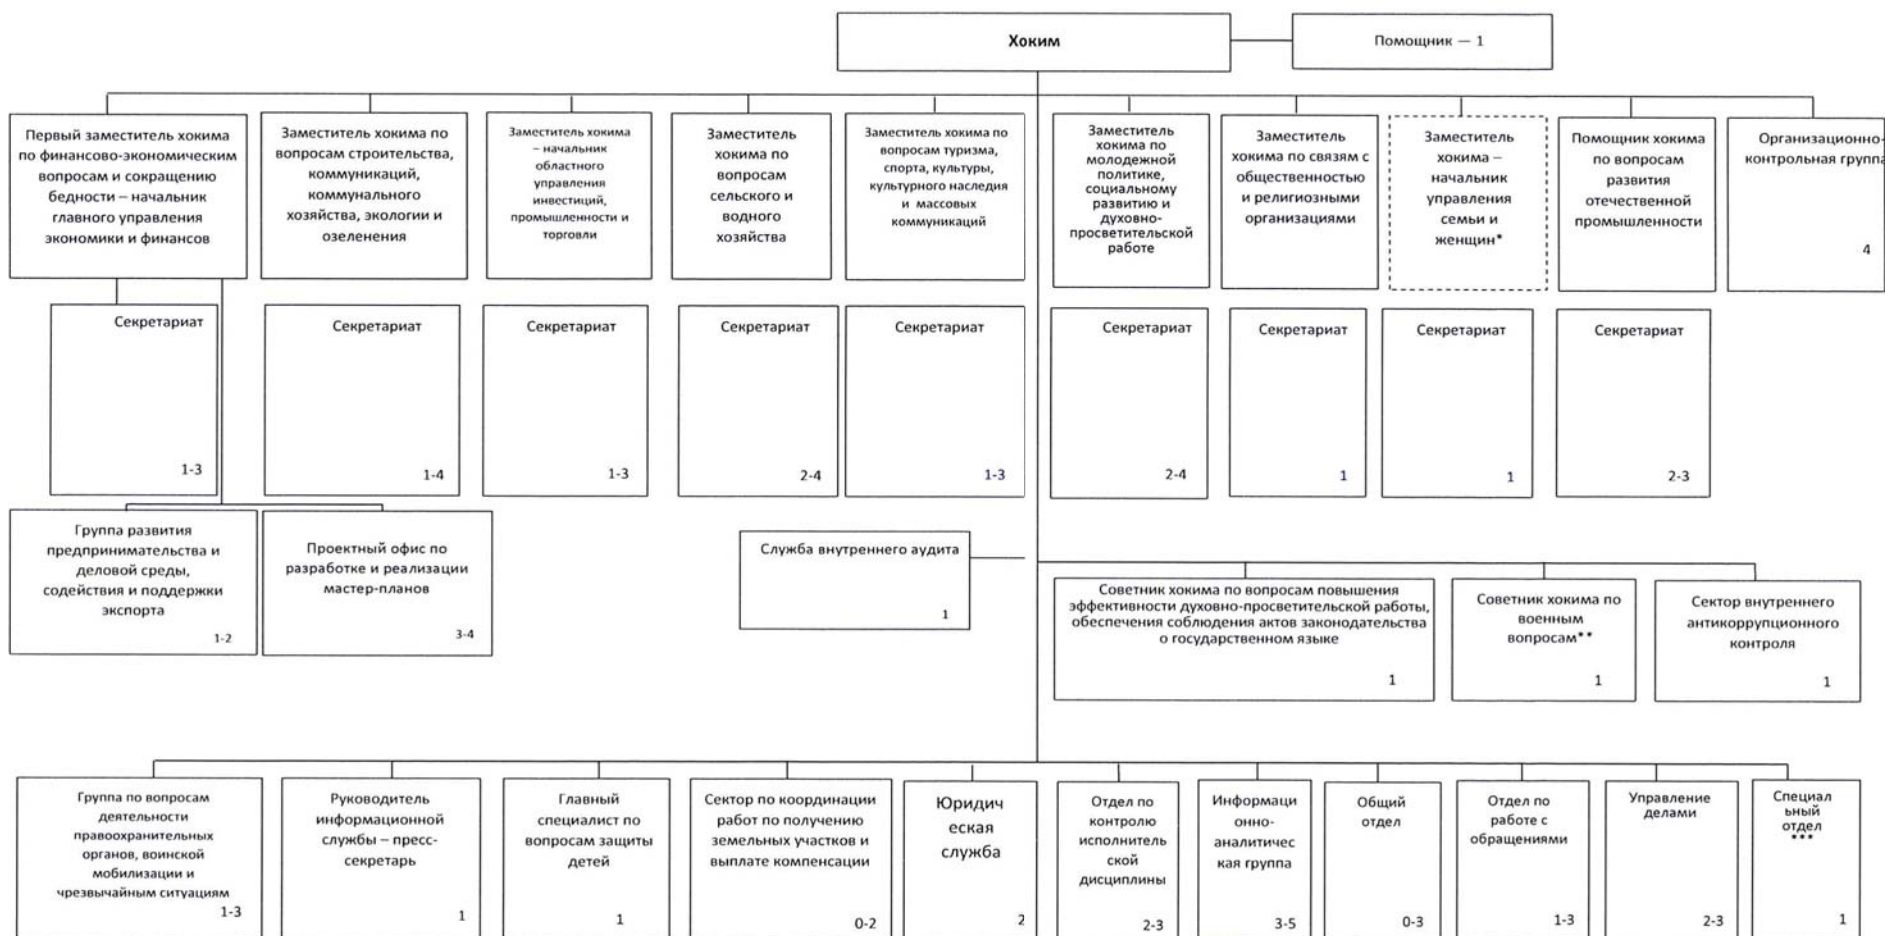 Хоким
Помощник — 1
Первый заместитель хокима
по финансово-экономическим
вопросам и сокращению
бедности – начальник
главного управления
экономики и финансов
Заместитель хокима по
вопросам строительства,
коммуникаций,
коммунального
хозяйства, экологии и
озеленения
Заместитель хокима
– начальник
областного
управления
инвестиций,
промышленности и
торговли
Заместитель
хокима по
вопросам
сельского и
водного
хозяйства
Заместитель хокима по
вопросам туризма,
спорта, культуры,
культурного наследия
и массовых
коммуникаций
Заместитель
хокима по
молодежной
политике,
социальному
развитию и
духовно-
просветительской
работе
Заместитель
хокима по связям с
общественностью
и религиозными
организациями
Заместитель
хокима –
начальник
управления
семьи и
женщин*
Помощник хокима
по вопросам
развития
отечественной
промышленности
Организационно-
контрольная группа
4
Секретариат
1-3
Секретариат
1-4
Секретариат
1-3
Секретариат
2-4
Секретариат
1-3
Секретариат
2-4
Секретариат
1
Секретариат
1
Секретариат
2-3
Группа развития
предпринимательства и
деловой среды,
содействия и поддержки
экспорта
1-2
Проектный офис по
разработке и реализации
мастер-планов
3-4
Служба внутреннего аудита
1
Советник хокима по вопросам повышения
эффективности духовно-просветительской работы,
обеспечения соблюдения актов законодательства
о государственном языке
1
Советник хокима по
военным
вопросам**
1
Сектор внутреннего
антикоррупционного
контроля
1
Группа по вопросам
деятельности
правоохранительных
органов, воинской
мобилизации и
чрезвычайным ситуациям
1-3
Руководитель
информационной
службы – пресс-
секретарь
1
Главный
специалист по
вопросам защиты
детей
1
Сектор по координации
работ по получению
земельных участков и
выплате компенсации
0-2
Юридич
еская
служба
2
Отдел по
контролю
исполнитель
ской
дисциплины
2-3
Информаци
онно-
аналитичес
кая группа
3-5
Общий
отдел
0-3
Отдел по
работе с
обращениями
1-3
Управление
делами
2-3
Специал
ьный
отдел
***
1